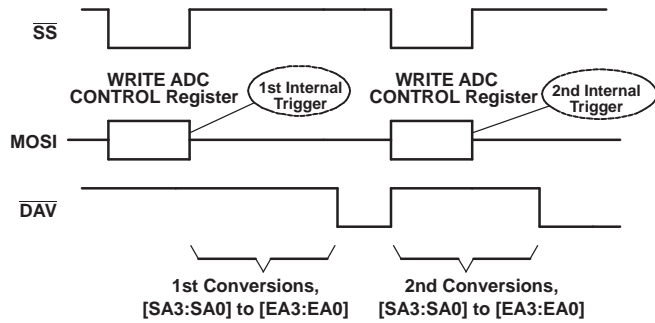 SS
WRITE ADC
CONTROL Register
1st Internal
Trigger
WRITE ADC
CONTROL Register
2nd Internal
Trigger
MOSI
DAV
1st Conversions,
[SA3:SA0] to [EA3:EA0]
2nd Conversions,
[SA3:SA0] to [EA3:EA0]